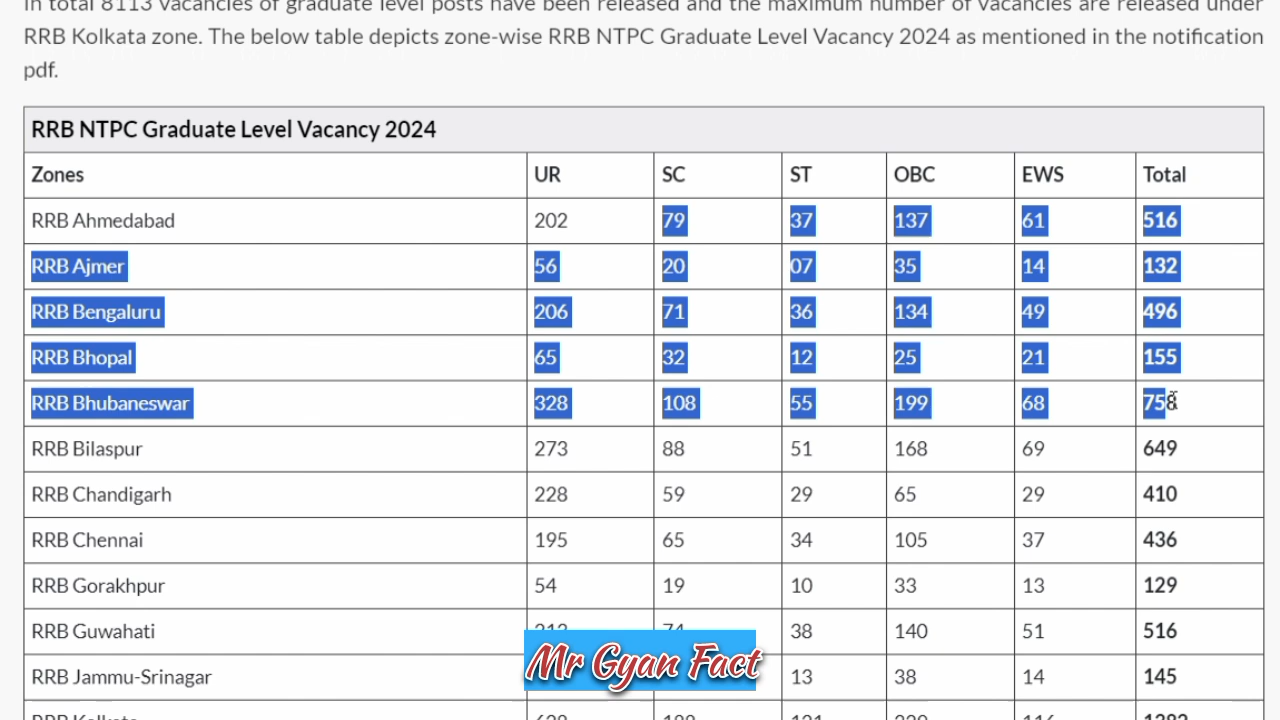 In total 8113 vacancies of graduate level posts have been released and the maximum number of vacancies are released under
RRB Kolkata zone. The below table depicts zone-wise RRB NTPC Graduate Level Vacancy 2024 as mentioned in the notification
pdf.
RRB NTPC Graduate Level Vacancy 2024
Zones UR SC ST OBC EWS Total
RRB Ahmedabad 202 79 37 137 61 516
RRB Ajmer 56 20 07 35 14 132
RRB Bengaluru 206 71 36 134 49 496
RRB Bhopal 65 32 12 25 21 155
RRB Bhubaneswar 328 108 55 199 68 758
RRB Bilaspur 273 88 51 168 69 649
RRB Chandigarh 228 59 29 65 29 410
RRB Chennai 195 65 34 105 37 436
RRB Gorakhpur 54 19 10 33 13 129
RRB Guwahati 38 140 51 516
Mr Gyan Fact
RRB Jammu-Srinagar 13 38 14 145
RRB Kolkata